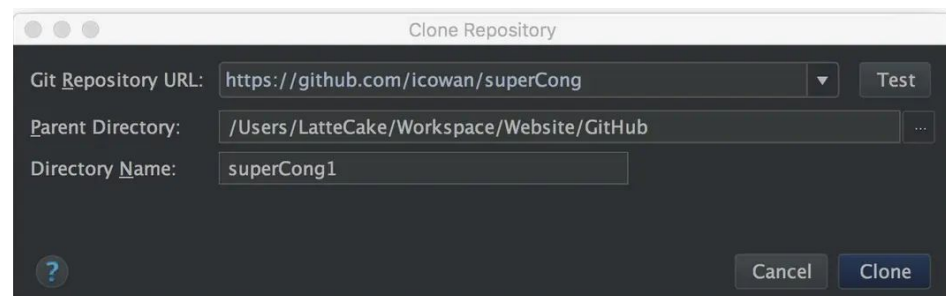 Clone Repository
Git Repository URL: https://github.com/icowan/superCong Test
Parent Directory: /Users/LatteCake/Workspace/Website/GitHub ...
Directory Name: superCong1
? Cancel Clone